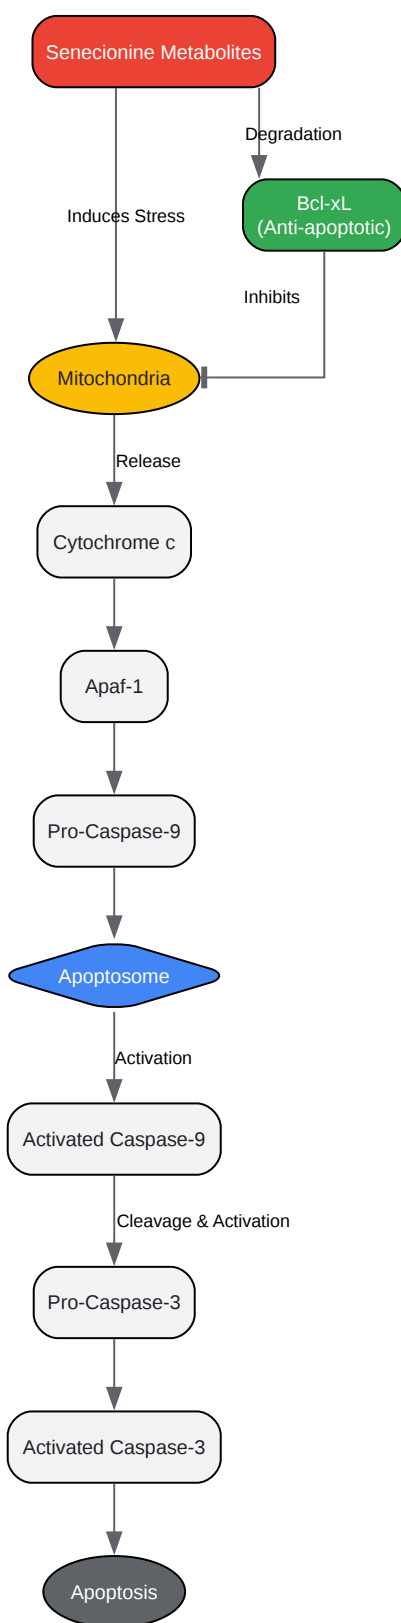 Senecionine Metabolites
Degradation
Bcl-xL
(Anti-apoptotic)
Induces Stress
Inhibits
Mitochondria
Release
Cytochrome c
Apaf-1
Pro-Caspase-9
Apoptosome
Activation
Activated Caspase-9
Cleavage & Activation
Pro-Caspase-3
Activated Caspase-3
Apoptosis